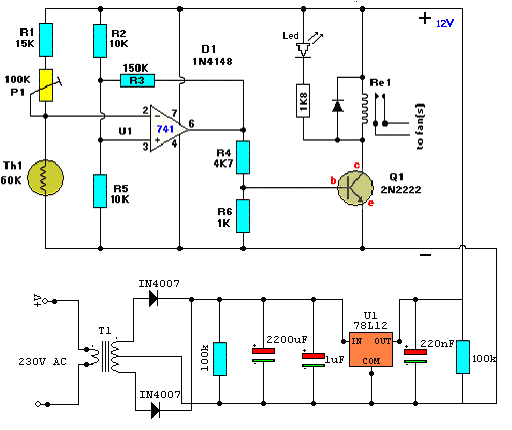 R1
15K
R2
10K
D1
1N4148
Led
+ 12V
100K
P1
150K
R3
1K8
Re1
to fan(s)
2
7
741
6
U1
3
+
4
Th1
60K
R4
4K7
R5
10K
R6
1K
c
b
e
Q1
2N2222
−
+V
T1
230V AC
IN4007
IN4007
100k
+
2200uF
+
1uF
U1
78L12
IN OUT
COM
+
220nF
100k